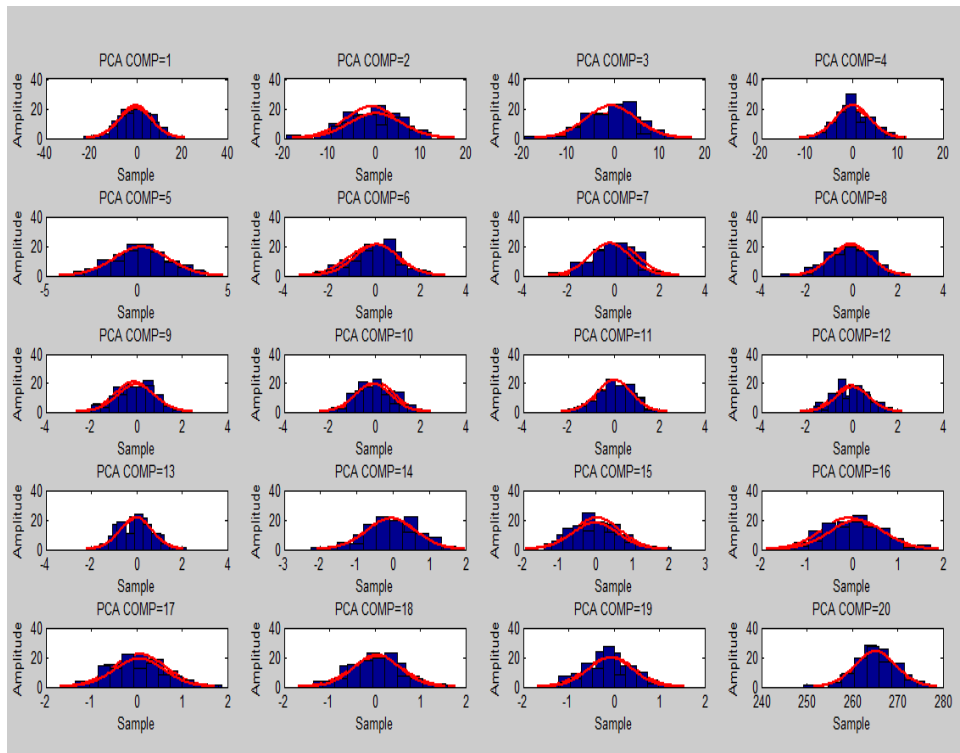 PCA COMP=1
Amplitude
40
20
0
-40 -20 0 20 40
Sample
PCA COMP=2
Amplitude
40
20
0
-20 -10 0 10 20
Sample
PCA COMP=3
Amplitude
40
20
0
-20 -10 0 10 20
Sample
PCA COMP=4
Amplitude
40
20
0
-20 -10 0 10 20
Sample
PCA COMP=5
Amplitude
40
20
0
-5 0 5
Sample
PCA COMP=6
Amplitude
40
20
0
-4 -2 0 2 4
Sample
PCA COMP=7
Amplitude
40
20
0
-4 -2 0 2 4
Sample
PCA COMP=8
Amplitude
40
20
0
-4 -2 0 2 4
Sample
PCA COMP=9
Amplitude
40
20
0
-4 -2 0 2 4
Sample
PCA COMP=10
Amplitude
40
20
0
-4 -2 0 2 4
Sample
PCA COMP=11
Amplitude
40
20
0
-4 -2 0 2 4
Sample
PCA COMP=12
Amplitude
40
20
0
-4 -2 0 2 4
Sample
PCA COMP=13
Amplitude
40
20
0
-4 -2 0 2 4
Sample
PCA COMP=14
Amplitude
40
20
0
-3 -2 -1 0 1 2
Sample
PCA COMP=15
Amplitude
40
20
0
-2 -1 0 1 2 3
Sample
PCA COMP=16
Amplitude
40
20
0
-2 -1 0 1 2
Sample
PCA COMP=17
Amplitude
40
20
0
-2 -1 0 1 2
Sample
PCA COMP=18
Amplitude
40
20
0
-2 -1 0 1 2
Sample
PCA COMP=19
Amplitude
40
20
0
-2 -1 0 1 2
Sample
PCA COMP=20
Amplitude
40
20
0
240 250 260 270 280
Sample